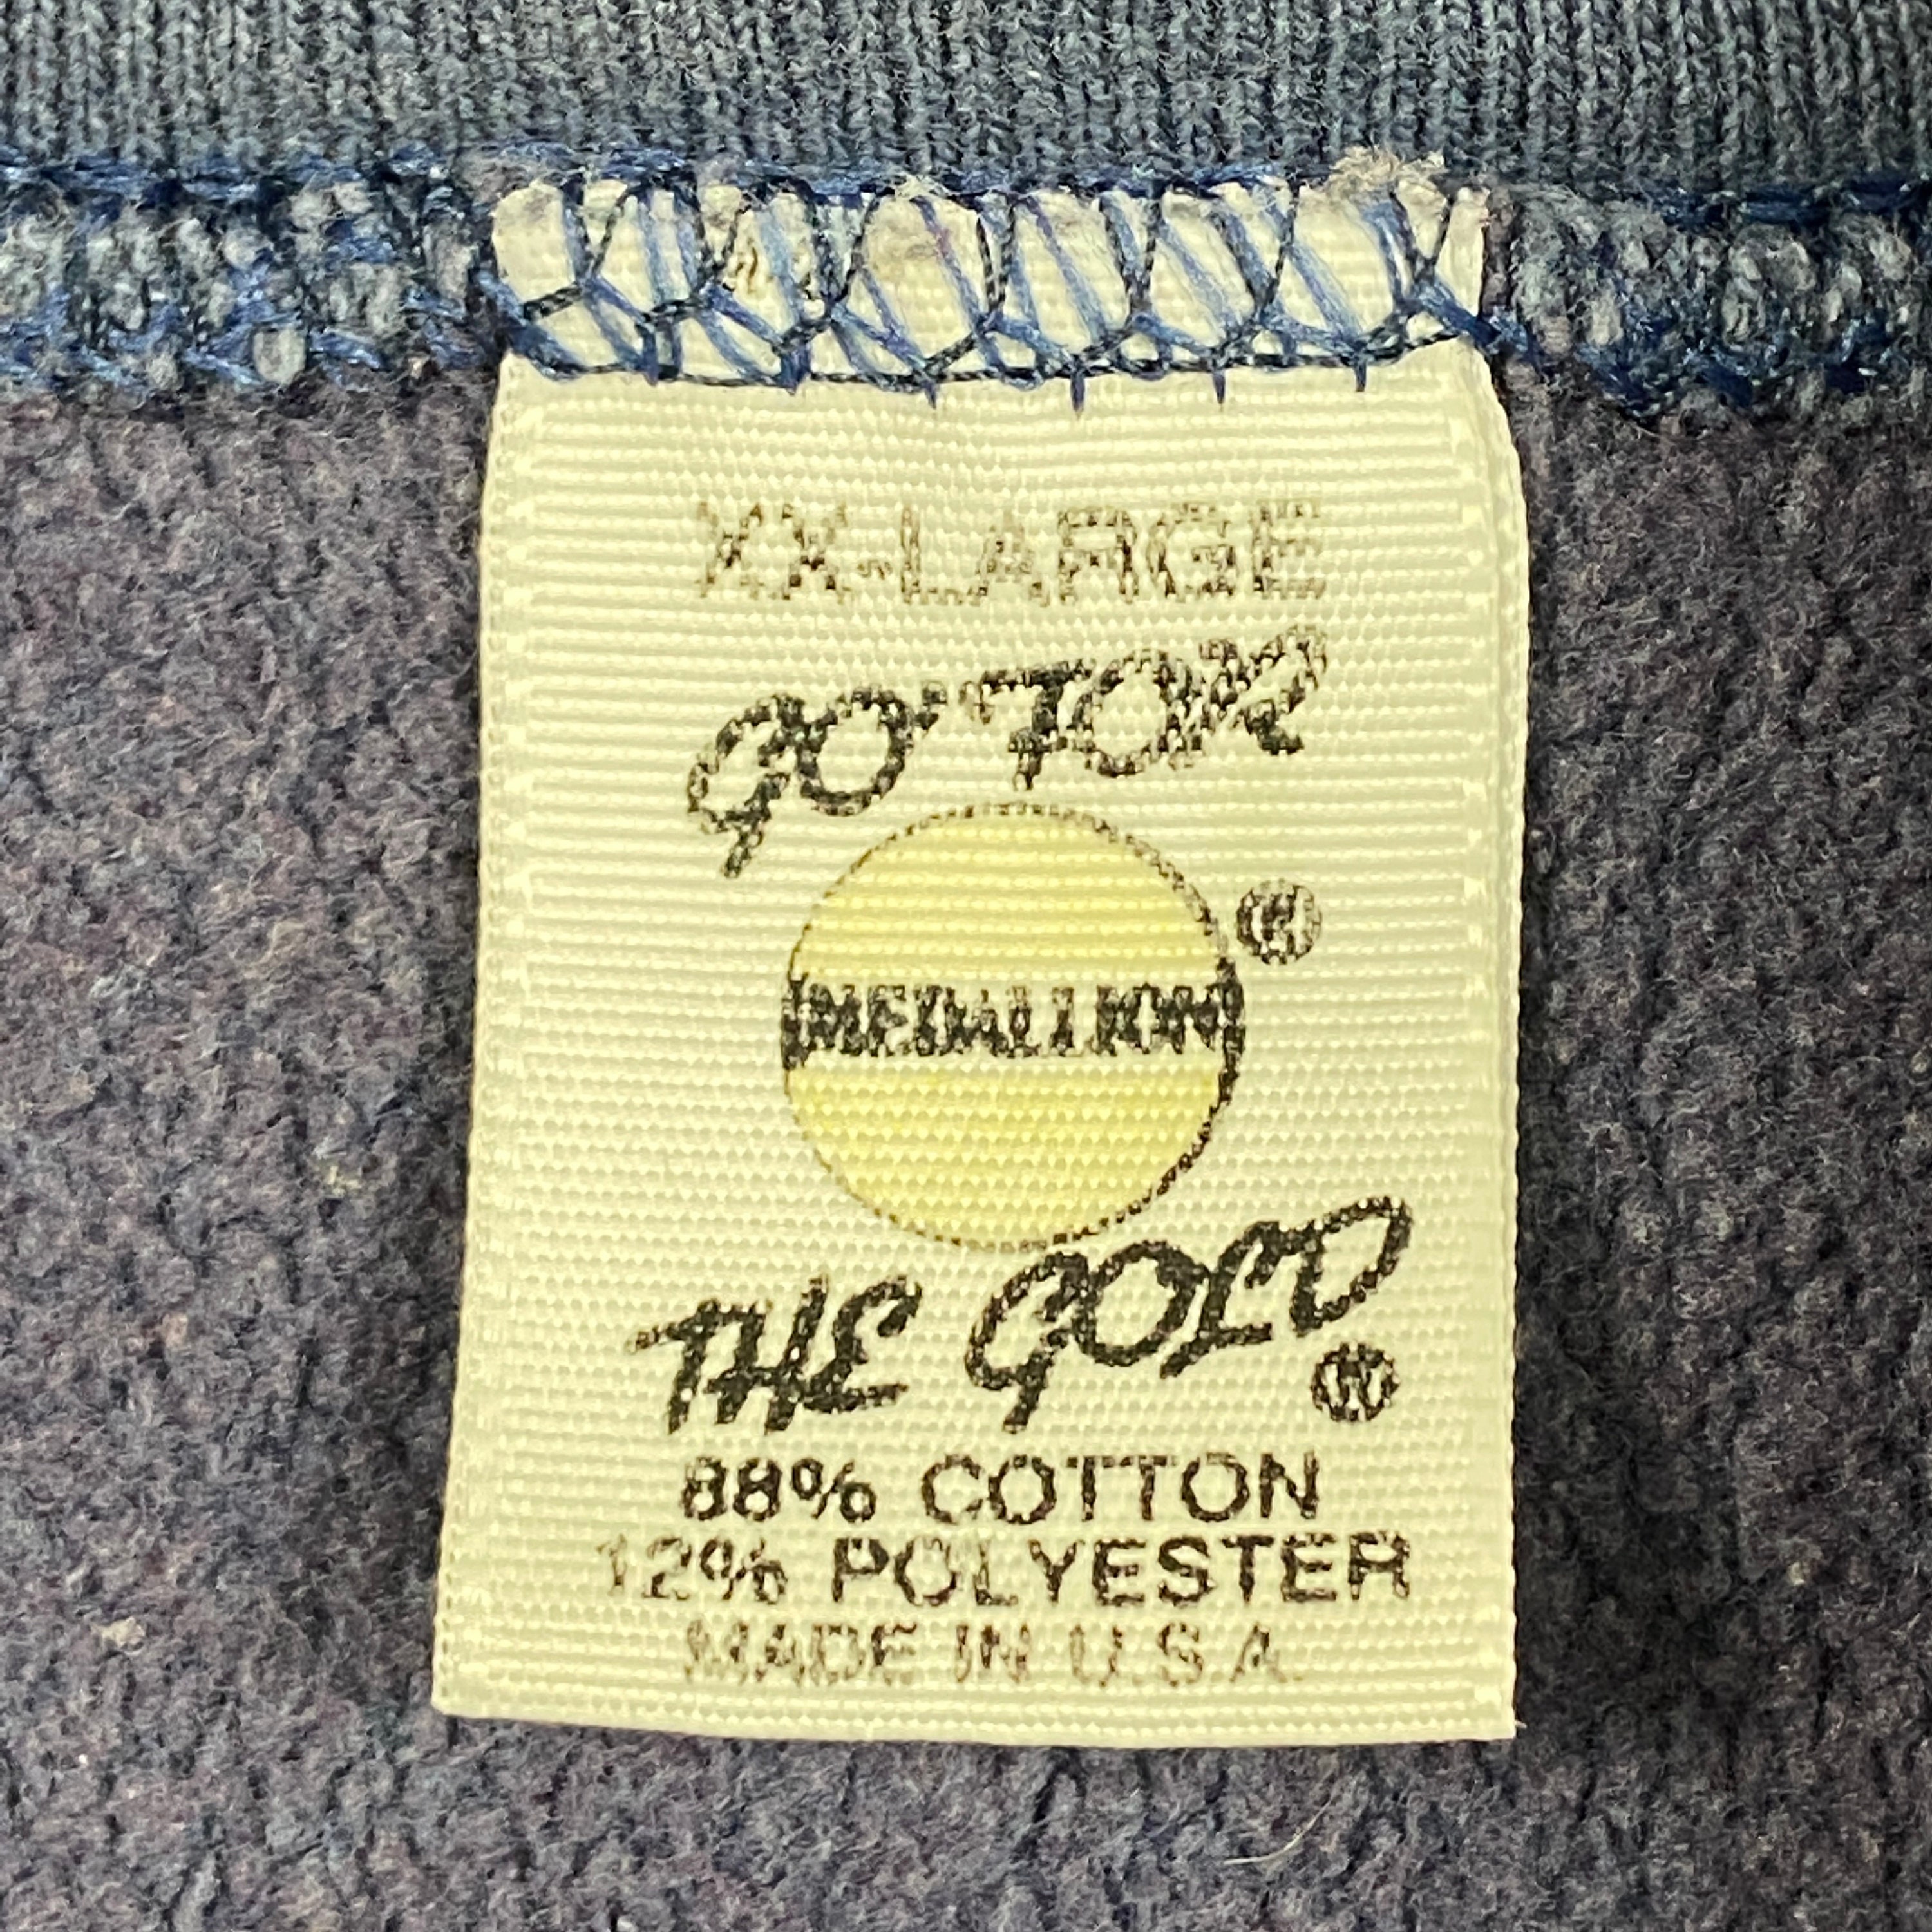 XX-LARGE
GO FOR
MEDALLION ®
THE GOLD ®
88% COTTON
12% POLYESTER
MADE IN U.S.A.